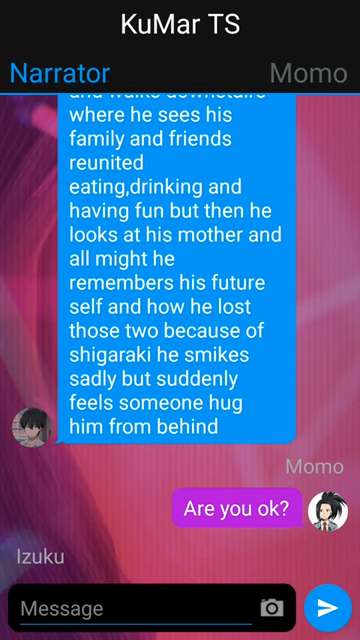 KuMar TS
Narrator
Momo
and walks downstairs
where he sees his
family and friends
reunited
eating,drinking and
having fun but then he
looks at his mother and
all might he
remembers his future
self and how he lost
those two because of
shigaraki he smikes
sadly but suddenly
feels someone hug
him from behind
Momo
Are you ok?
Izuku
Message